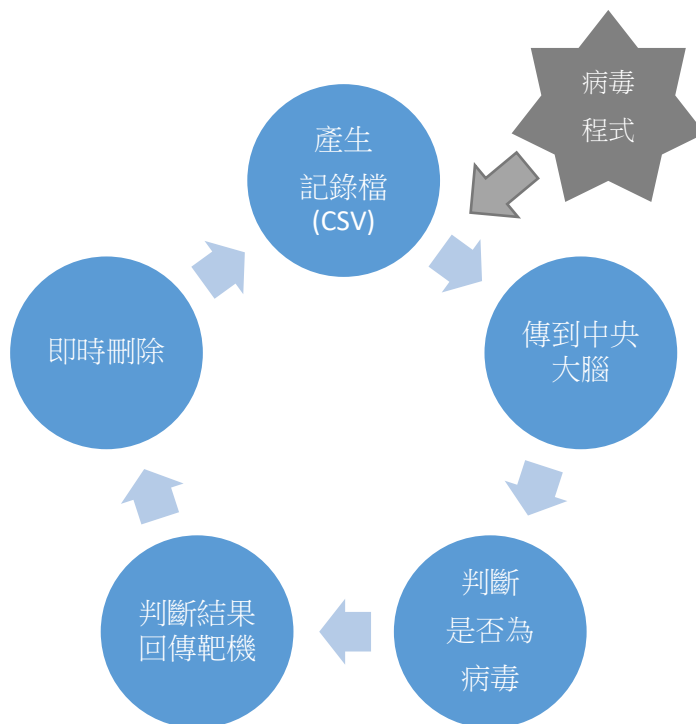 病毒
程式
產生
記錄檔
(CSV)
傳到中央
大腦
判斷
是否為
病毒
判斷結果
回傳靶機
即時刪除